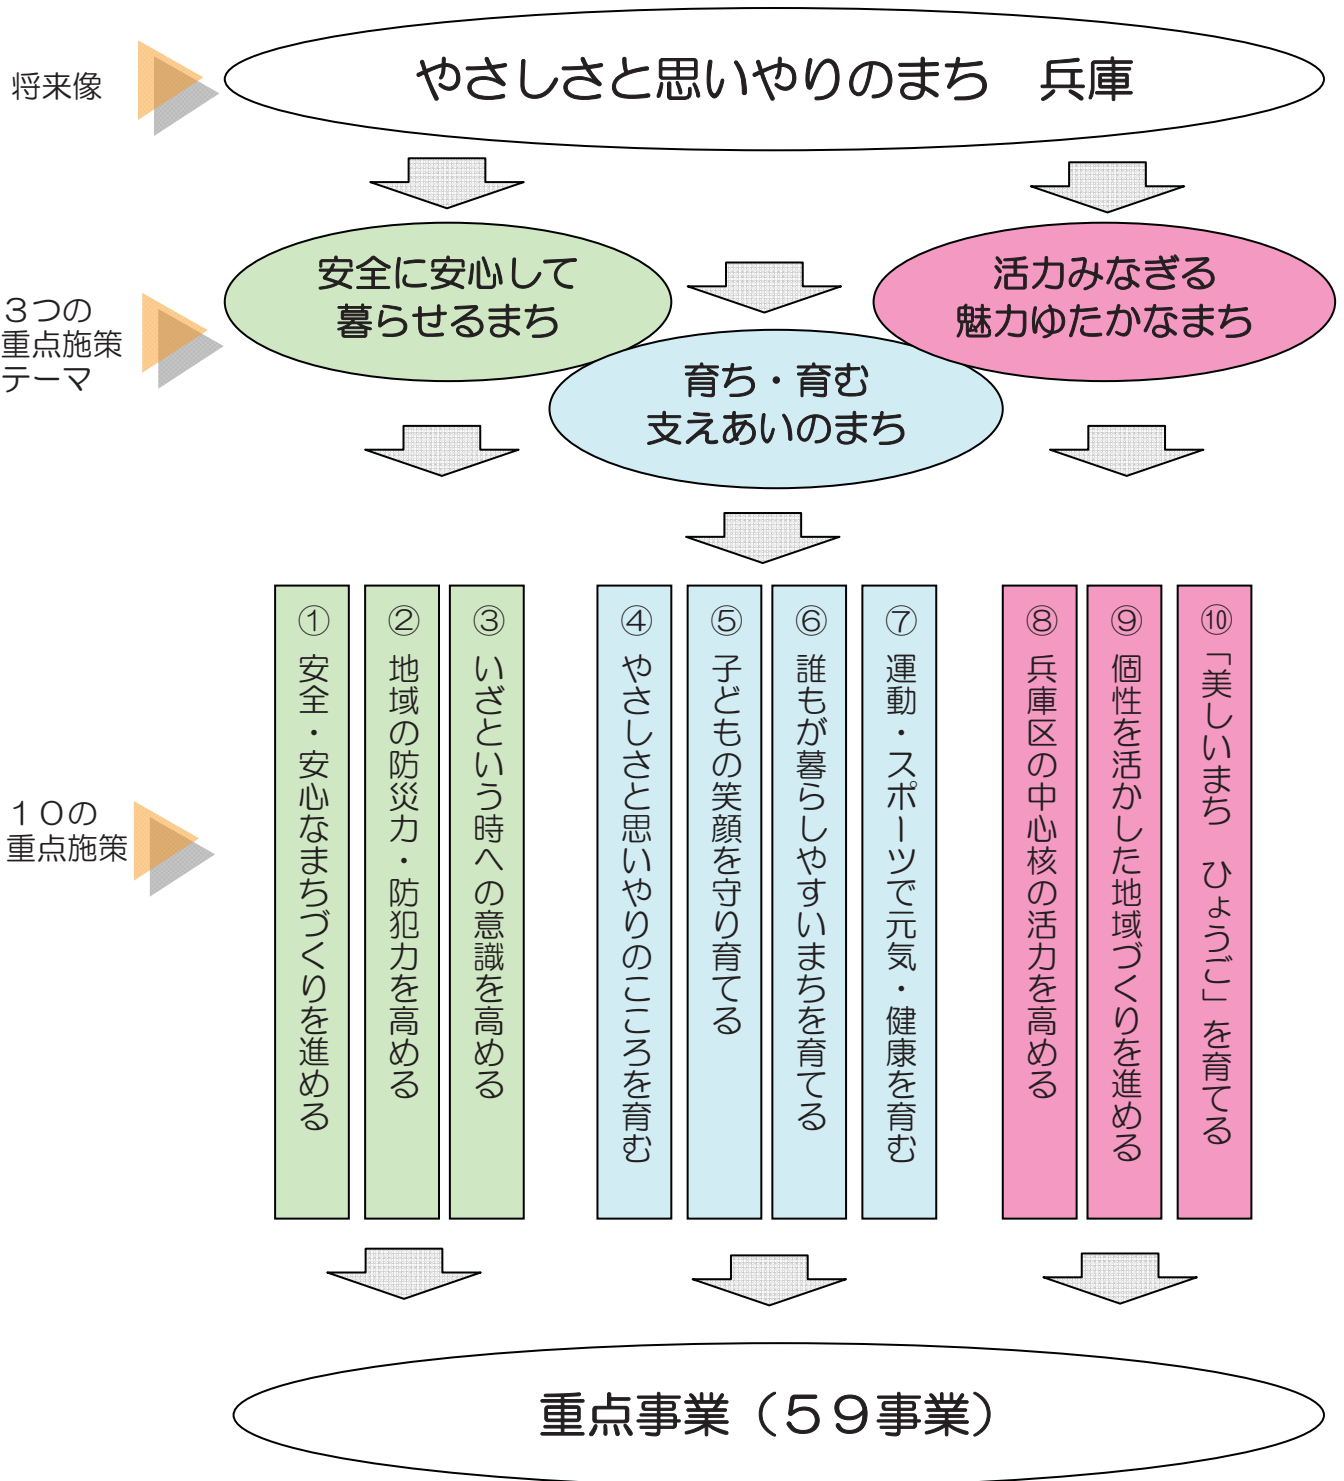 将来像
やさしさと思いやりのまち　兵庫
３つの
重点施策
テーマ
安全に安心して
暮らせるまち
育ち・育む
支えあいのまち
活力みなぎる
魅力ゆたかなまち
１０の
重点施策
① 安全・安心なまちづくりを進める
② 地域の防災力・防犯力を高める
③ いざという時への意識を高める
④ やさしさと思いやりのこころを育む
⑤ 子どもの笑顔を守り育てる
⑥ 誰もが暮らしやすいまちを育てる
⑦ 運動・スポーツで元気・健康を育む
⑧ 兵庫区の中心核の活力を高める
⑨ 個性を活かした地域づくりを進める
⑩ 「美しいまち　ひょうご」を育てる
重点事業（５９事業）